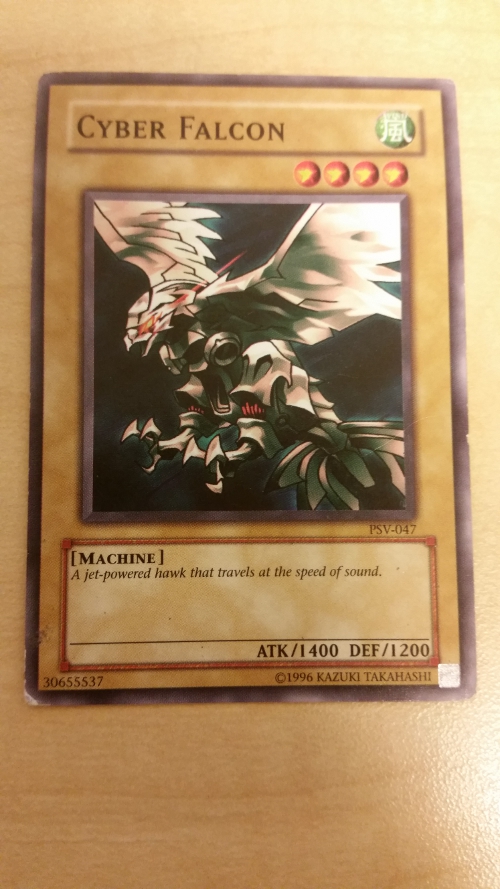 CYBER FALCON
風
PSV-047
[MACHINE]
A jet-powered hawk that travels at the speed of sound.
ATK/1400 DEF/1200
30655537
©1996 KAZUKI TAKAHASHI